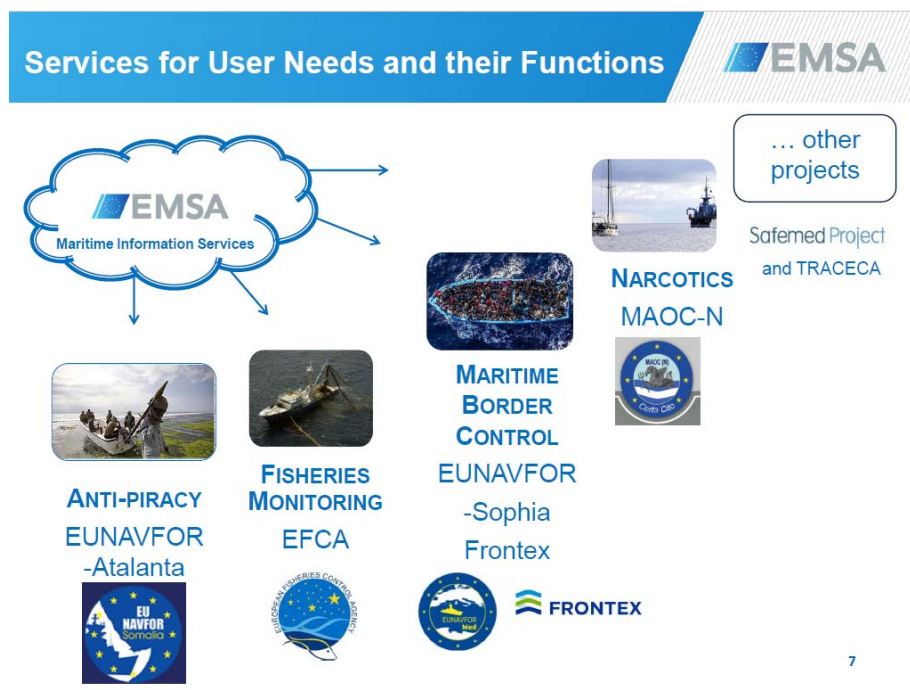 Services for User Needs and their Functions
EMSA
EMSA
Maritime Information Services
ANTI-PIRACY
EUNAVFOR
-Atalanta
EU
NAVFOR
Somalia
FISHERIES
MONITORING
EFCA
EUROPEAN FISHERIES CONTROL AGENCY
MARITIME
BORDER
CONTROL
EUNAVFOR
-Sophia
Frontex
EUNAVFOR
Med
FRONTEX
NARCOTICS
MAOC-N
MAOC (N)
Certa Cito
... other
projects
Safemed Project
and TRACECA
7